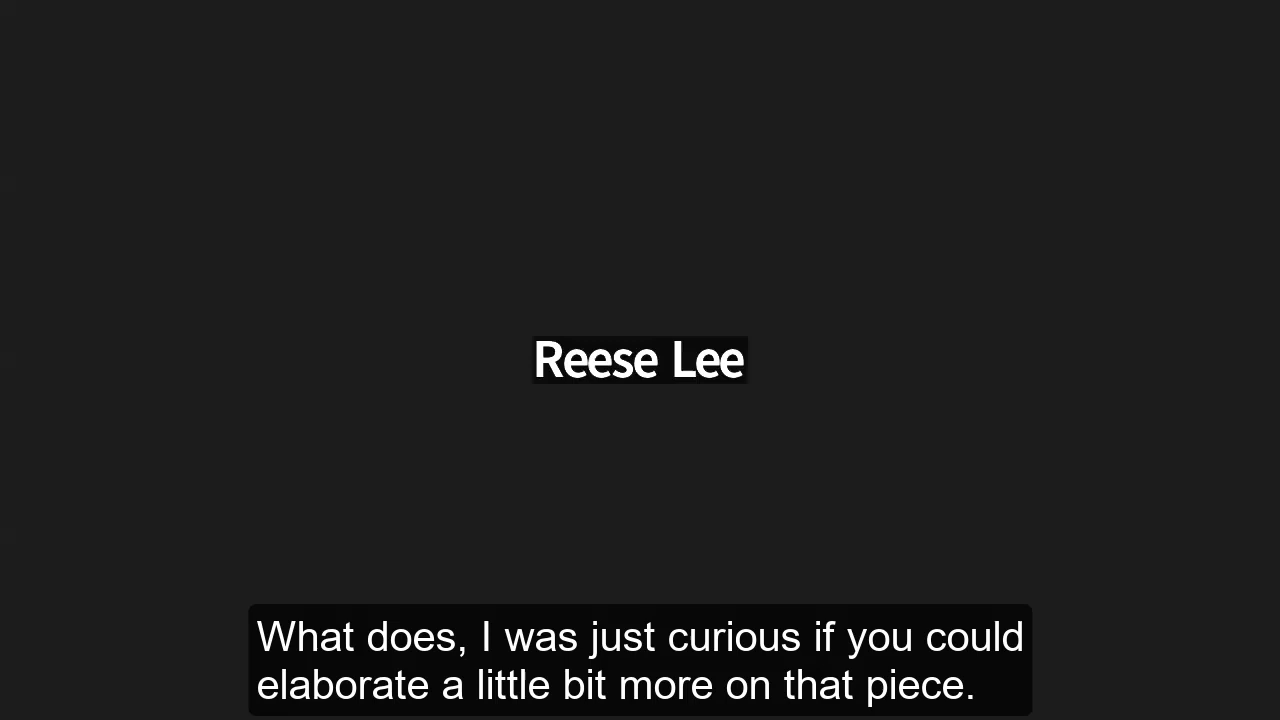 Reese Lee
What does, I was just curious if you could
elaborate a little bit more on that piece.